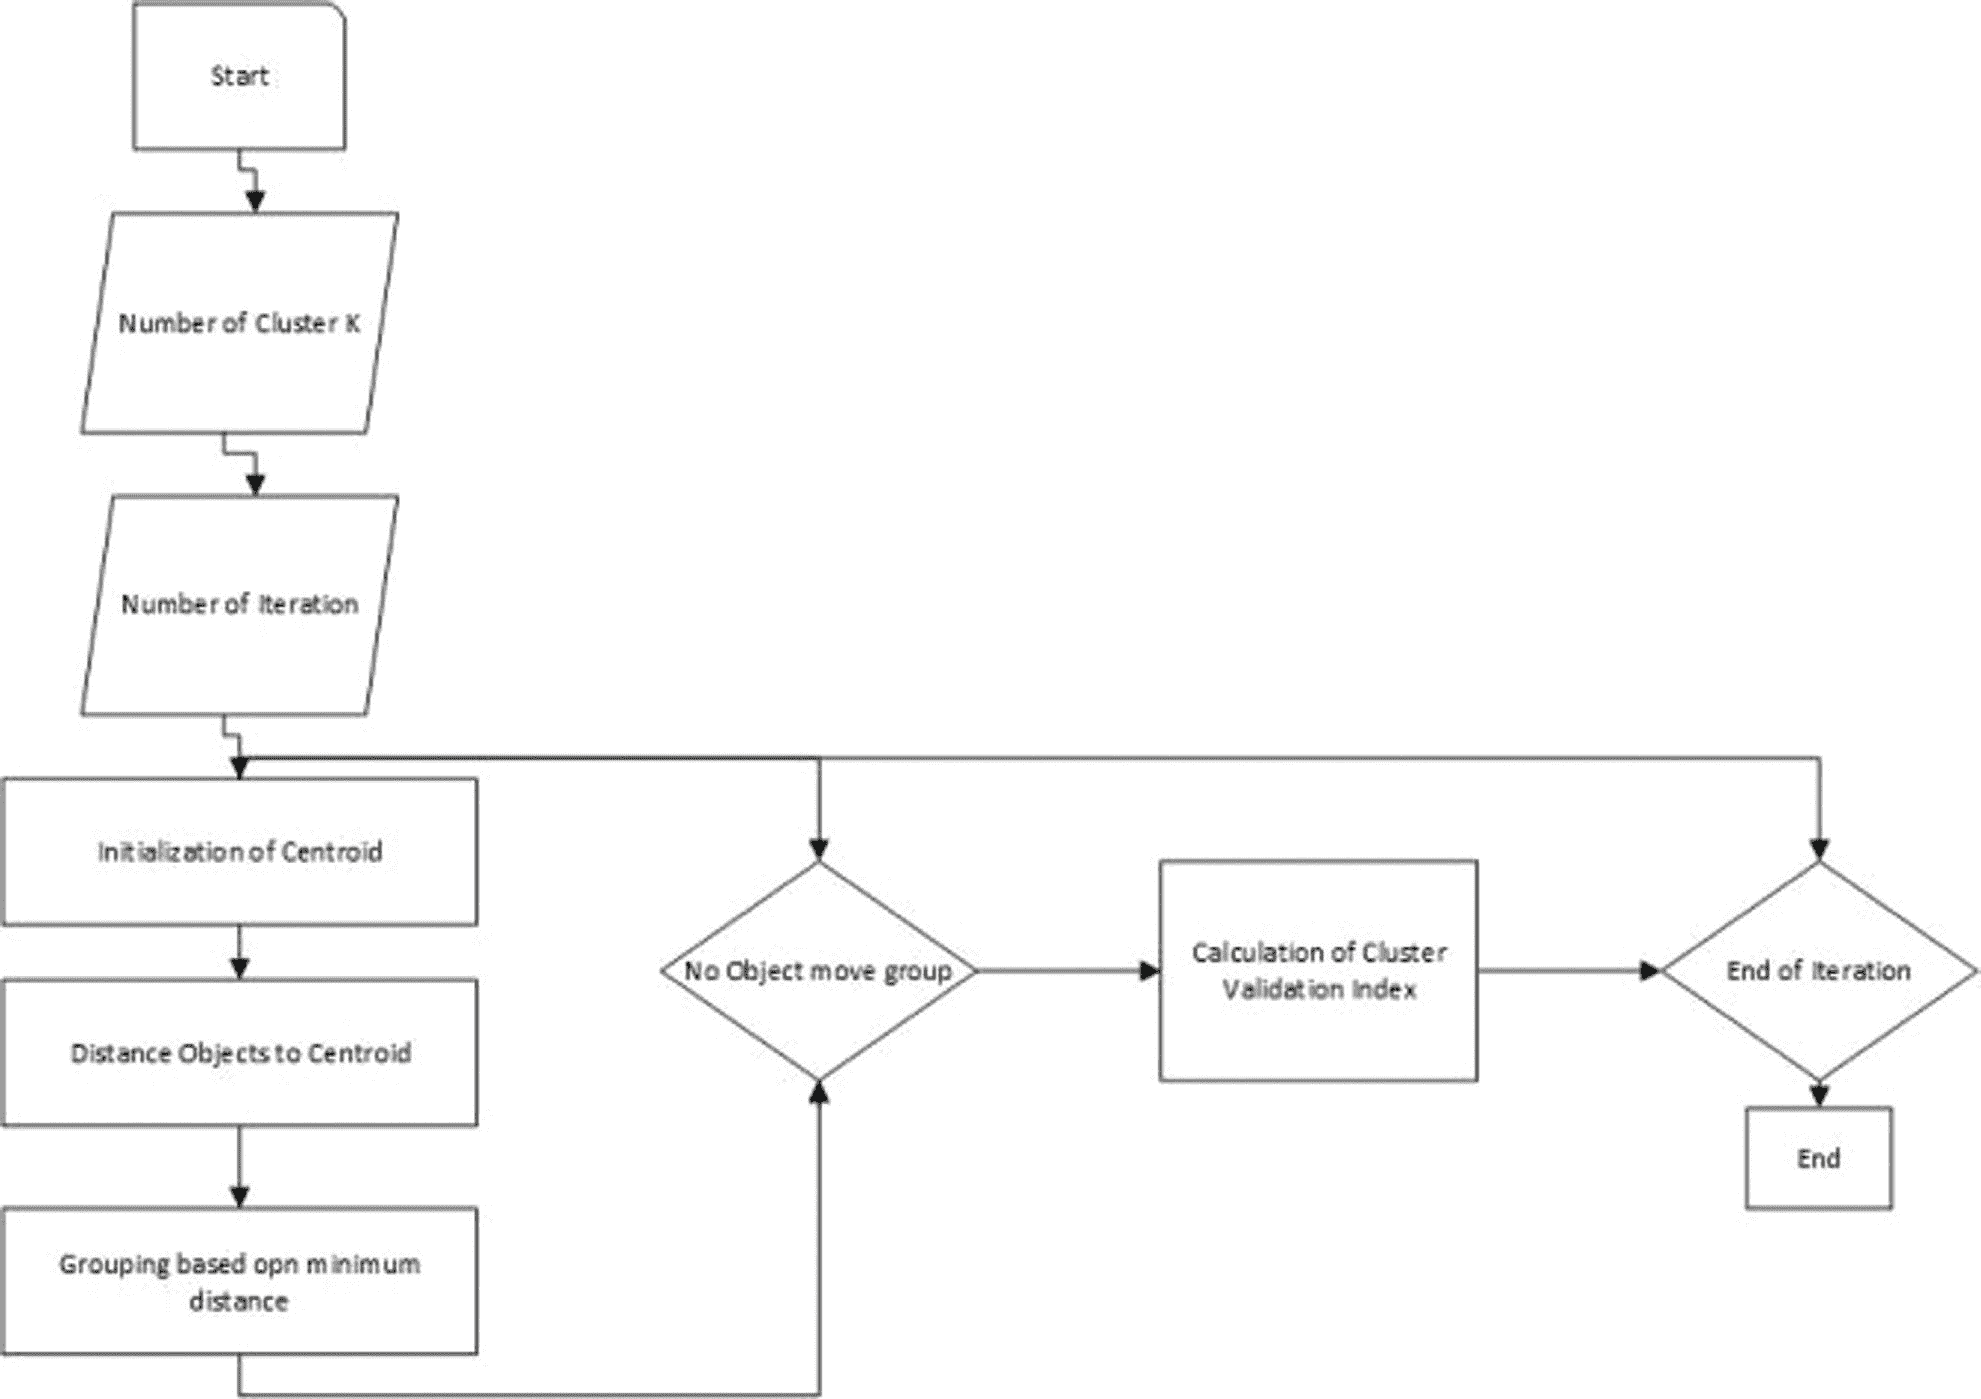 Start
Number of Cluster K
Number of Iteration
Initialization of Centroid
Distance Objects to Centroid
Grouping based opn minimum
distance
No Object move group
Calculation of Cluster
Validation Index
End of Iteration
End